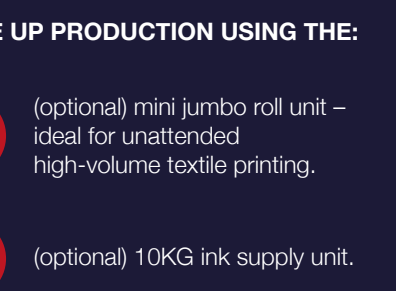 UP PRODUCTION USING THE:
(optional) mini jumbo roll unit –
ideal for unattended
high-volume textile printing.
(optional) 10KG ink supply unit.